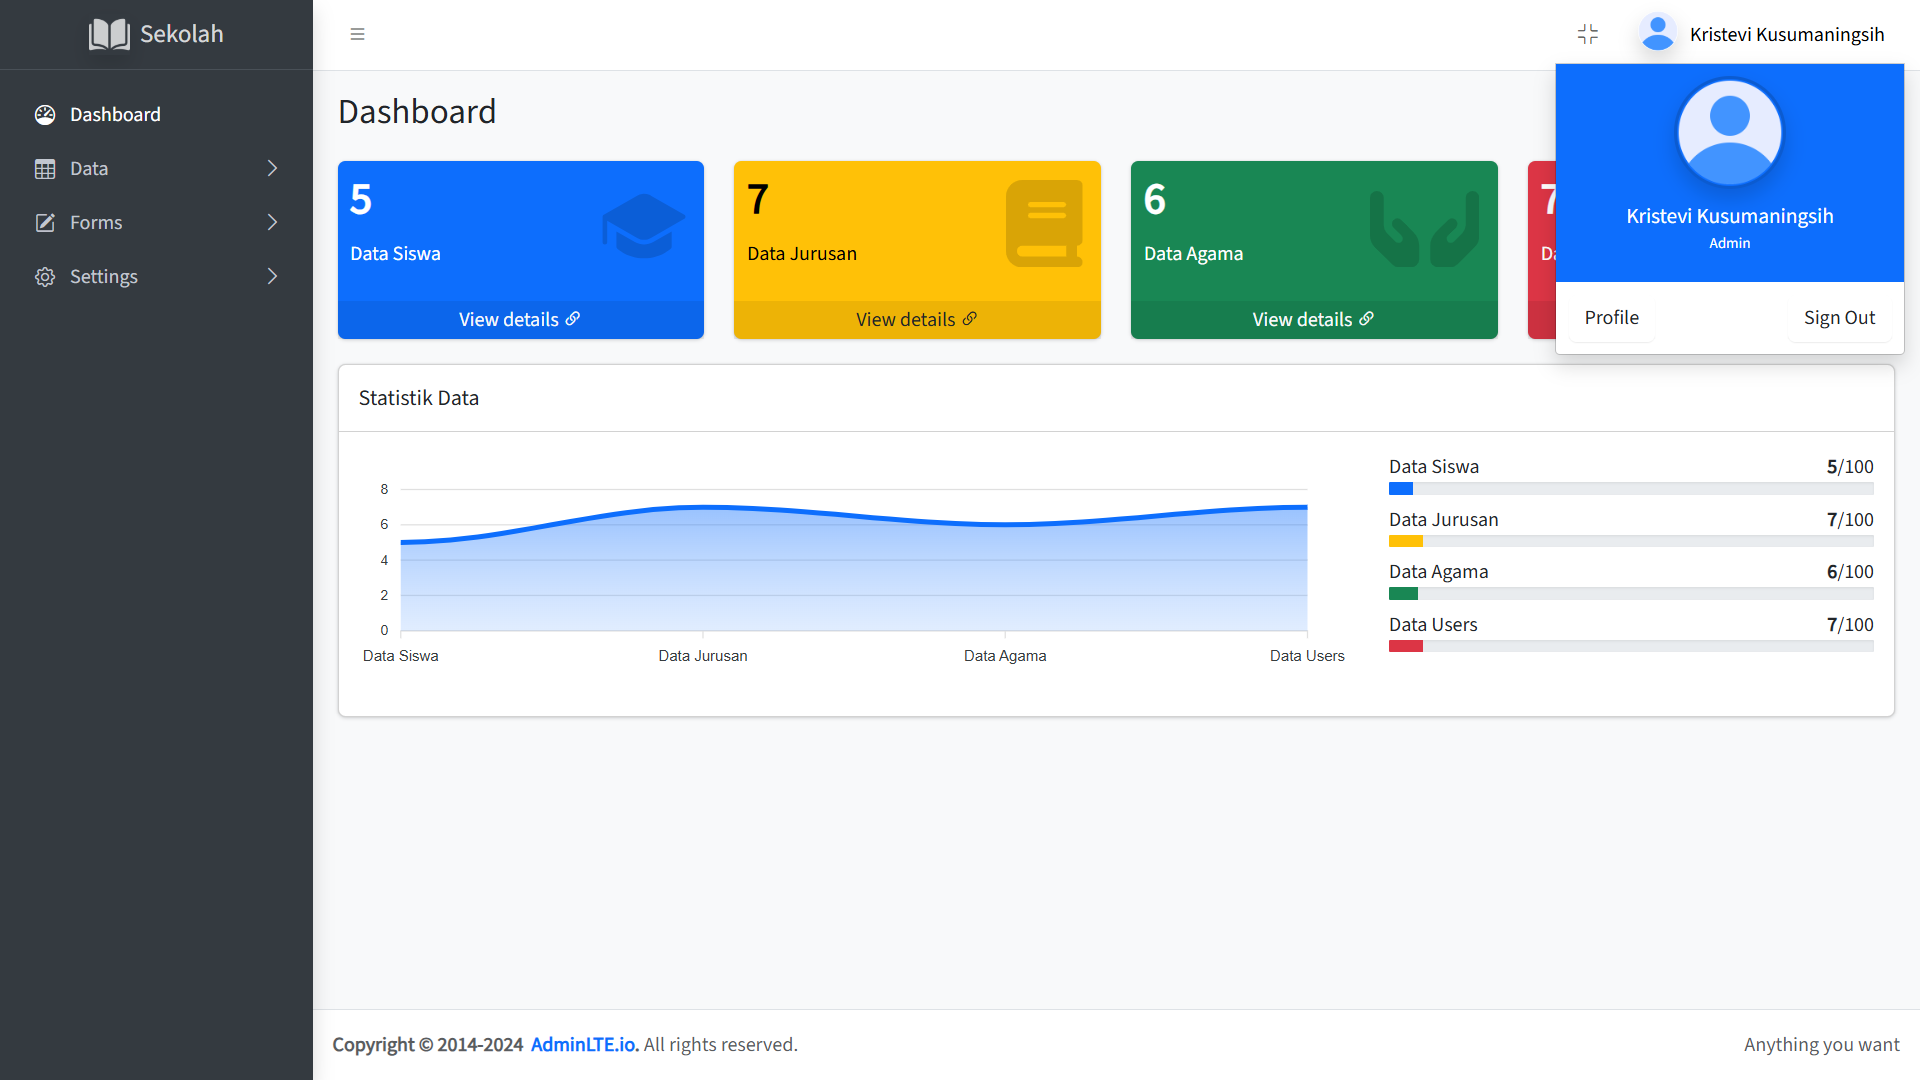 Sekolah
Kristevi Kusumaningsih
Dashboard
Data
Forms
Settings
Dashboard
5
Data Siswa
View details
7
Data Jurusan
View details
6
Data Agama
View details
7
Kristevi Kusumaningsih
Admin
Profile
Sign Out
Statistik Data
8
6
4
2
0
Data Siswa
Data Jurusan
Data Agama
Data Users
Data Siswa 5/100
Data Jurusan 7/100
Data Agama 6/100
Data Users 7/100
Copyright © 2014-2024 AdminLTE.io. All rights reserved.
Anything you want